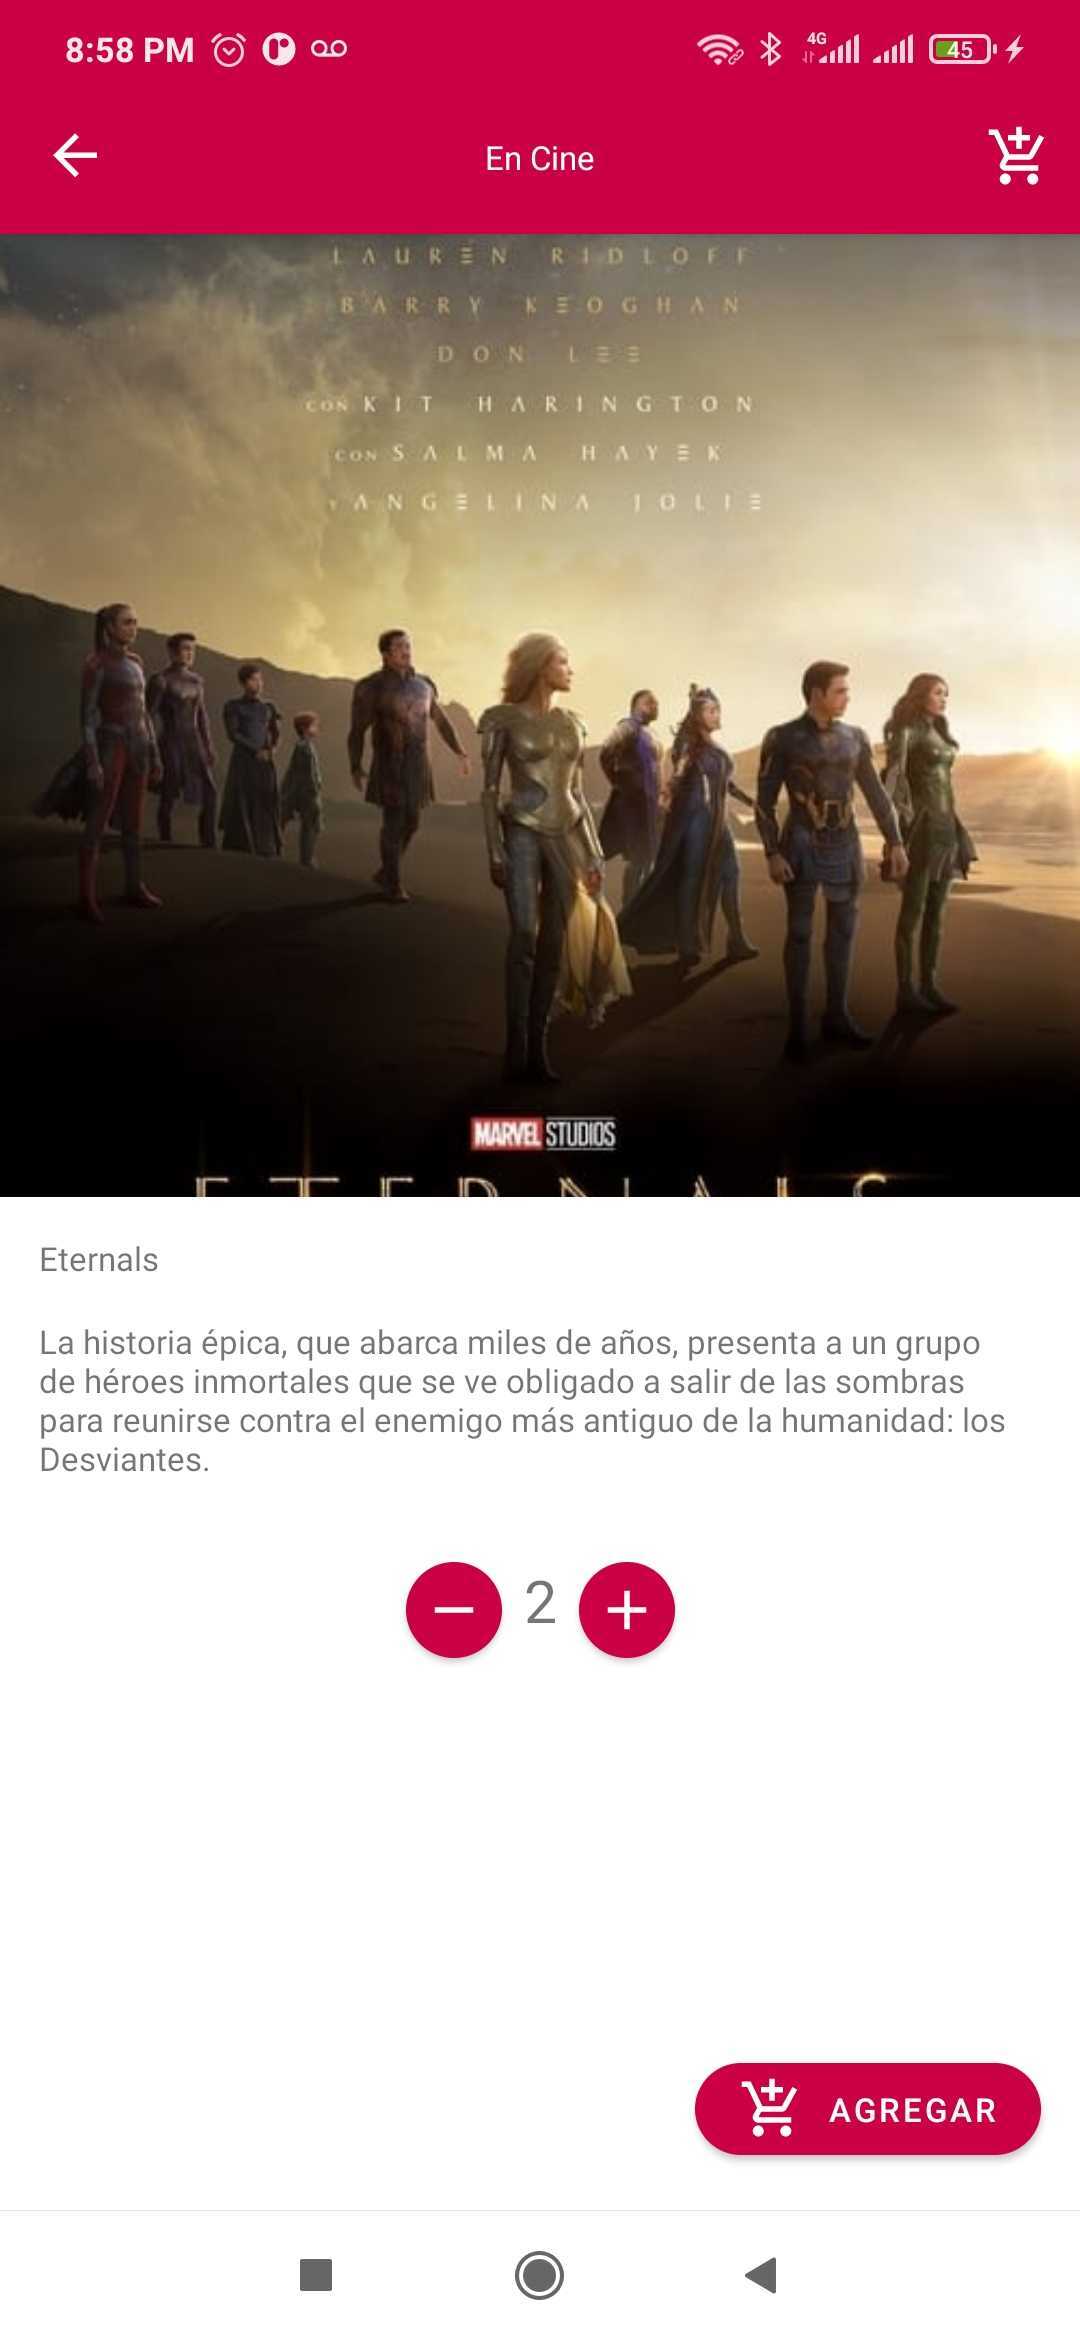 8:58 PM
4G
45
En Cine
LAUREN RIDLOFF
BARRY KEOGHAN
DON LEE
CON KIT HARINGTON
CON SALMA HAYEK
Y ANGELINA JOLIE
MARVEL STUDIOS
ETERNALS
Eternals
La historia épica, que abarca miles de años, presenta a un grupo
de héroes inmortales que se ve obligado a salir de las sombras
para reunirse contra el enemigo más antiguo de la humanidad: los
Desviantes.
2
AGREGAR